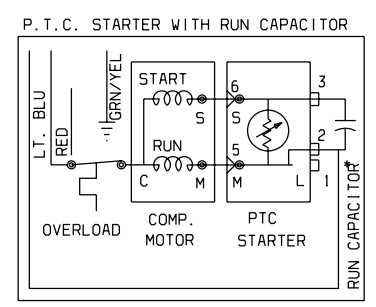 P.T.C. STARTER WITH RUN CAPACITOR
LT. BLU
RED
GRN/YEL
START
S
6
S
3
RUN
C
M
5
M
2
L
1
OVERLOAD
COMP.
MOTOR
PTC
STARTER
RUN CAPACITOR*